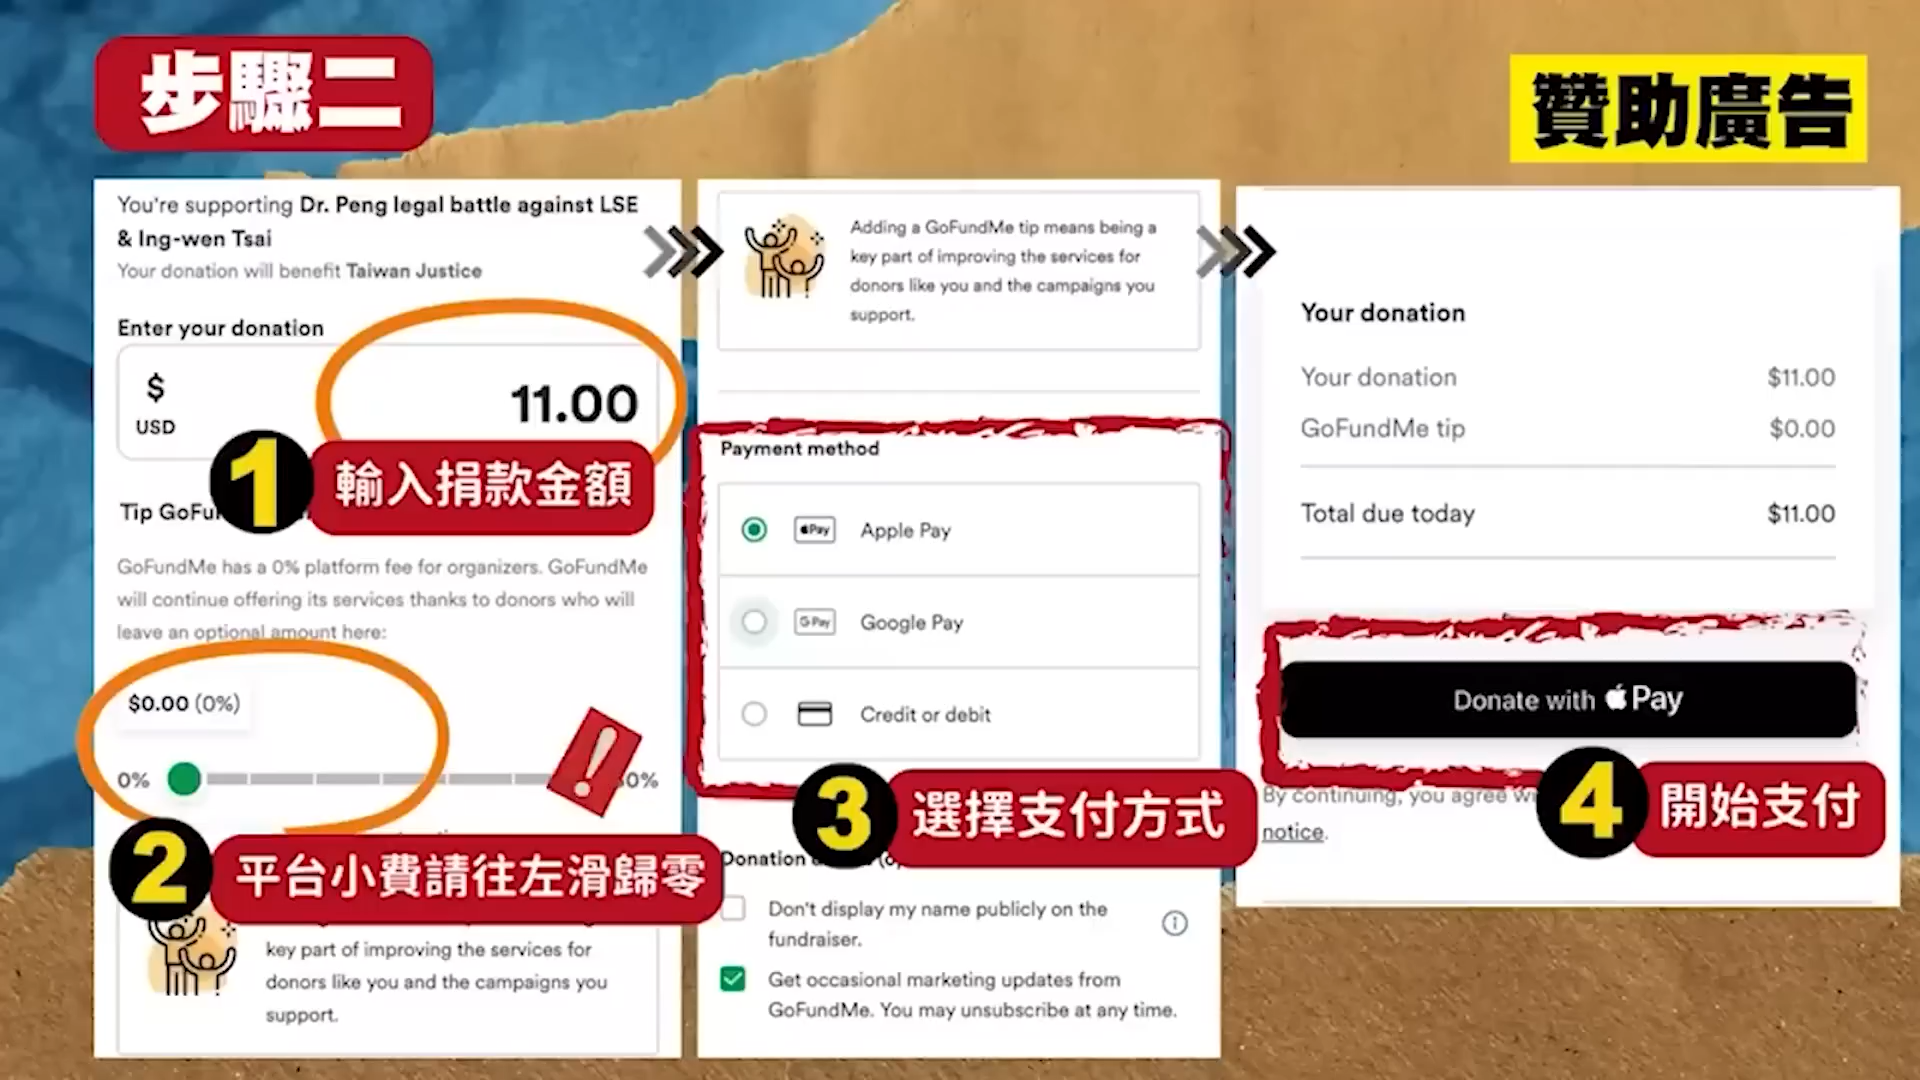 步驟二
贊助廣告
You're supporting Dr. Peng legal battle against LSE
& Ing-wen Tsai
Your donation will benefit Taiwan Justice
Enter your donation
$
USD
11.00
1
輸入捐款金額
Tip GoFu
GoFundMe has a 0% platform fee for organizers. GoFundMe
will continue offering its services thanks to donors who will
leave an optional amount here:
$0.00 (0%)
0%
0%
2
平台小費請往左滑歸零
key part of improving the services for
donors like you and the campaigns you
support.
Adding a GoFundMe tip means being a
key part of improving the services for
donors like you and the campaigns you
support.
Payment method
Pay
Apple Pay
G Pay
Google Pay
Credit or debit
3
選擇支付方式
Donation
Don't display my name publicly on the
fundraiser.
Get occasional marketing updates from
GoFundMe. You may unsubscribe at any time.
Your donation
Your donation $11.00
GoFundMe tip $0.00
Total due today $11.00
Donate with Pay
4
開始支付
By continuing, you agree
notice.